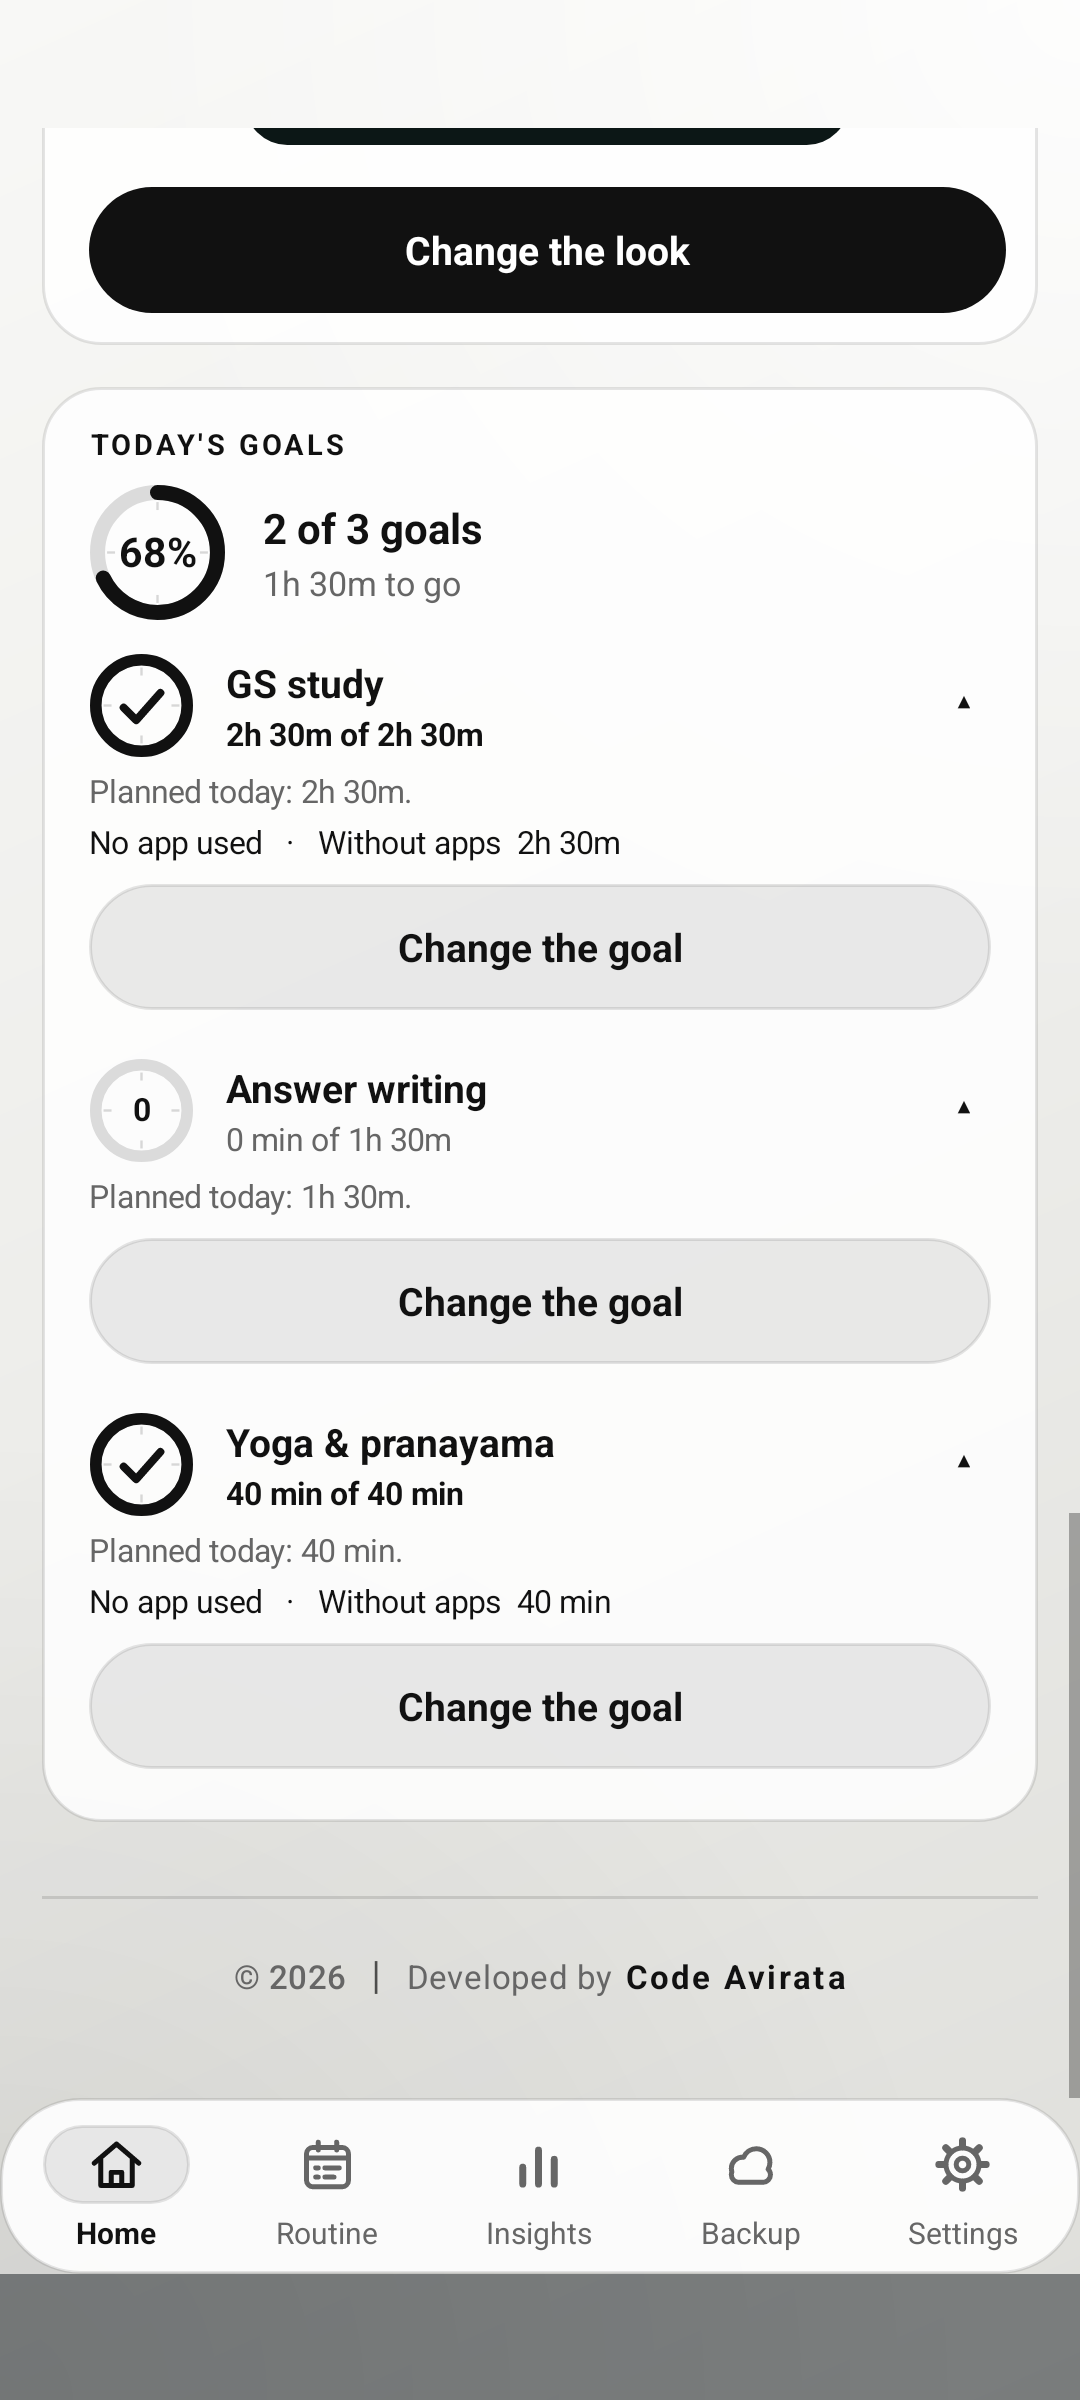 Change the look
TODAY'S GOALS
68%
2 of 3 goals
1h 30m to go
GS study
2h 30m of 2h 30m
Planned today: 2h 30m.
No app used · Without apps 2h 30m
Change the goal
0
Answer writing
0 min of 1h 30m
Planned today: 1h 30m.
Change the goal
Yoga & pranayama
40 min of 40 min
Planned today: 40 min.
No app used · Without apps 40 min
Change the goal
© 2026 | Developed by Code Avirata
Home Routine Insights Backup Settings